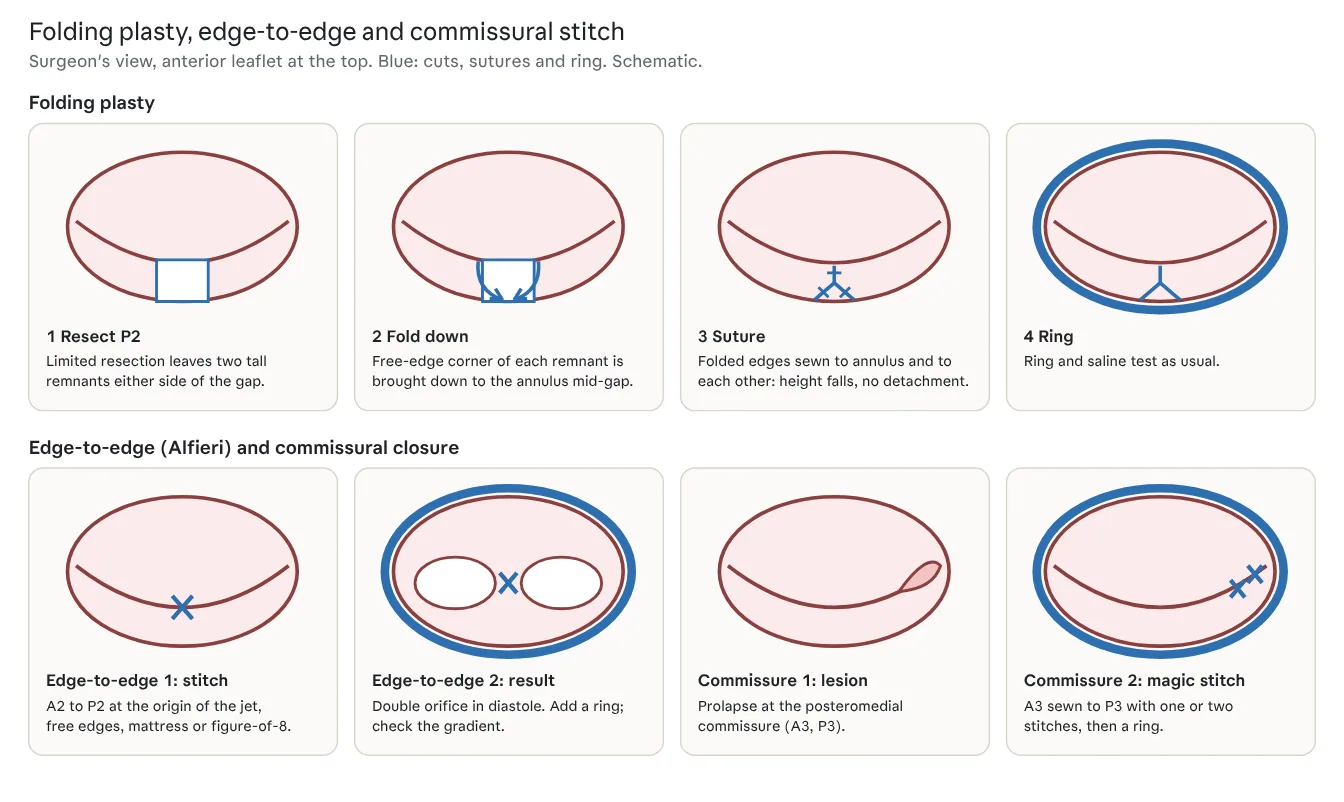 Folding plasty, edge-to-edge and commissural stitch
Surgeon's view, anterior leaflet at the top. Blue: cuts, sutures and ring. Schematic.
Folding plasty
1 Resect P2
Limited resection leaves two tall
remnants either side of the gap.
2 Fold down
Free-edge corner of each remnant is
brought down to the annulus mid-gap.
3 Suture
Folded edges sewn to annulus and to
each other: height falls, no detachment.
4 Ring
Ring and saline test as usual.
Edge-to-edge (Alfieri) and commissural closure
Edge-to-edge 1: stitch
A2 to P2 at the origin of the jet,
free edges, mattress or figure-of-8.
Edge-to-edge 2: result
Double orifice in diastole. Add a ring;
check the gradient.
Commissure 1: lesion
Prolapse at the posteromedial
commissure (A3, P3).
Commissure 2: magic stitch
A3 sewn to P3 with one or two
stitches, then a ring.